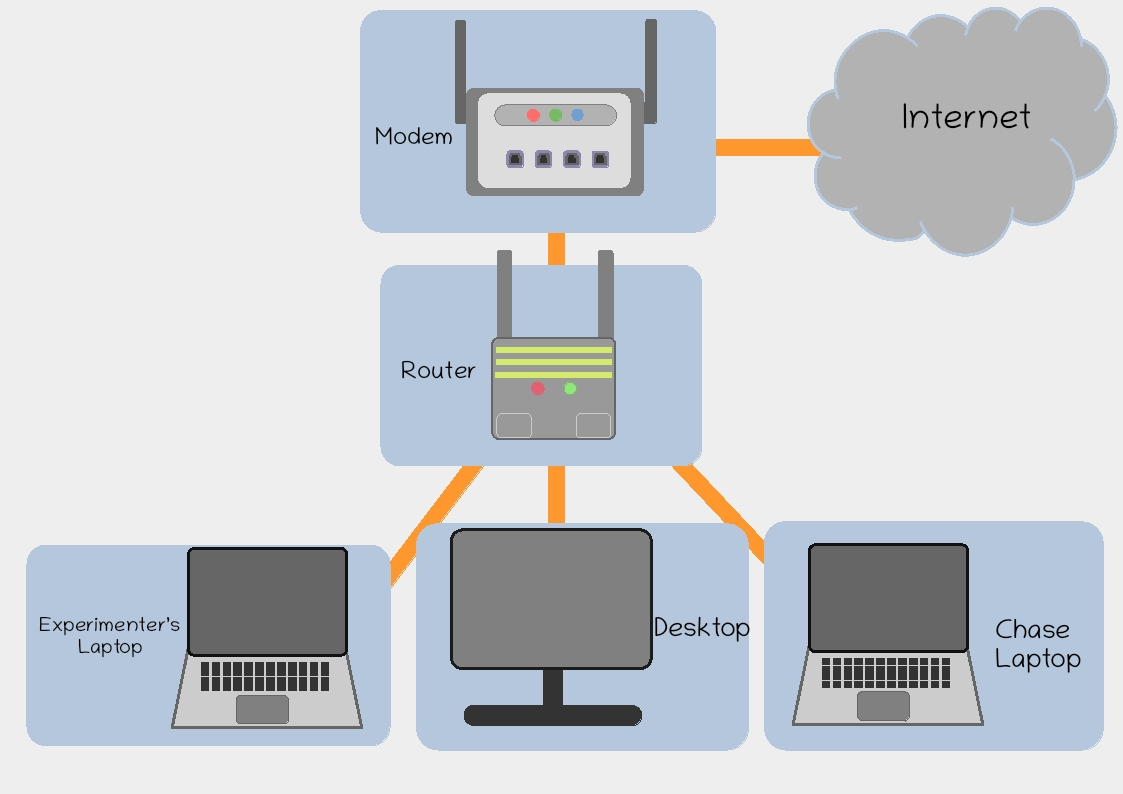 Internet
Modem
Router
Experimenter's
Laptop
Desktop
Chase
Laptop